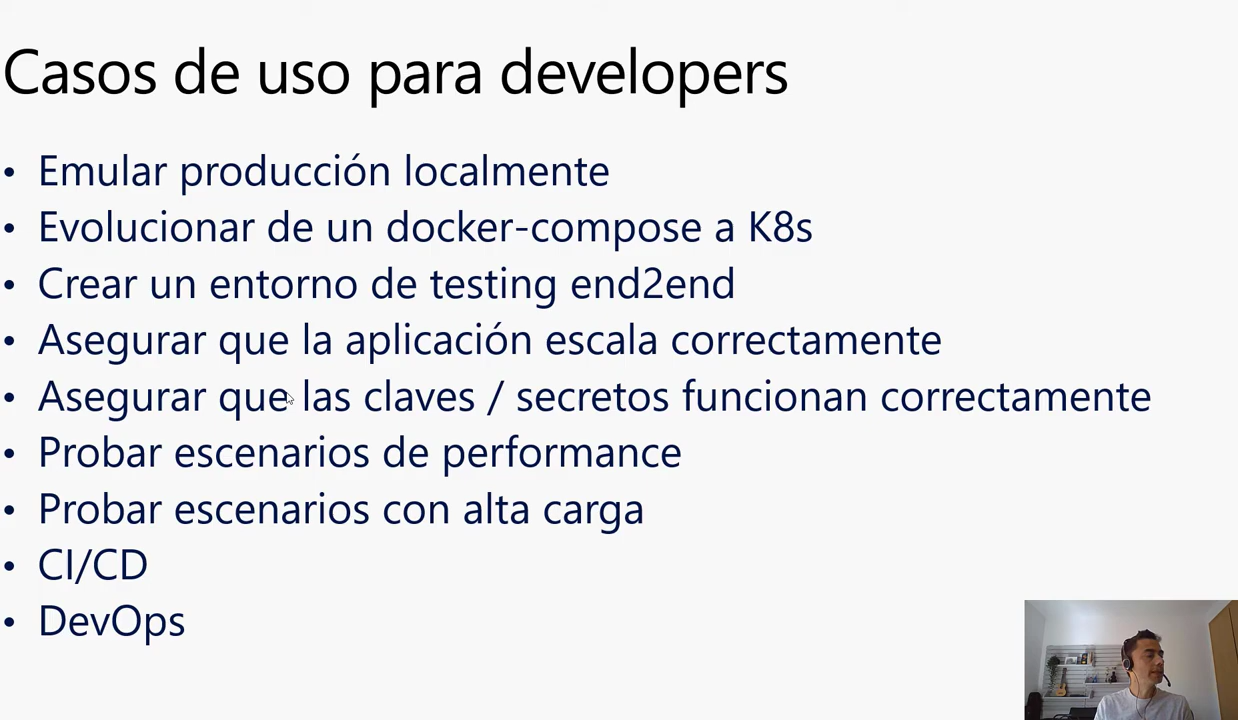 Casos de uso para developers
• Emular producción localmente
• Evolucionar de un docker-compose a K8s
• Crear un entorno de testing end2end
• Asegurar que la aplicación escala correctamente
• Asegurar que las claves / secretos funcionan correctamente
• Probar escenarios de performance
• Probar escenarios con alta carga
• CI/CD
• DevOps